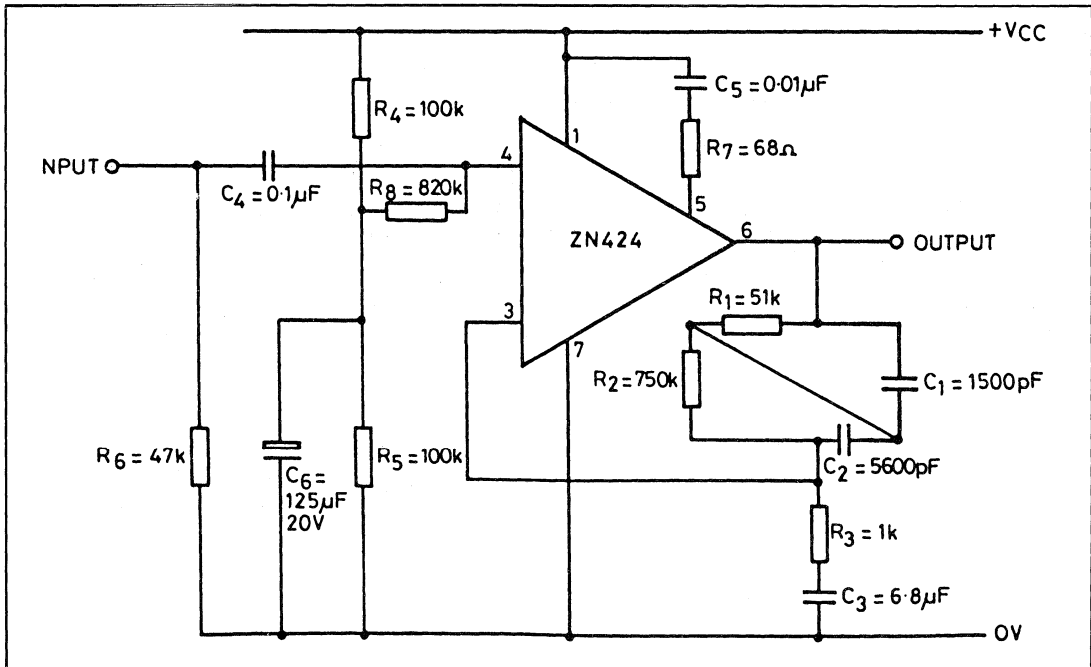 +VCC
C5=0·01µF
R4=100k
1
R7=68Ω
NPUT
4
C4=0·1µF
R8=820k
5
6
ZN424
OUTPUT
R1=51k
3
7
R2=750k
C1=1500pF
R6=47k
C6=
125µF
20V
R5=100k
C2=5600pF
R3=1k
C3=6·8µF
0V